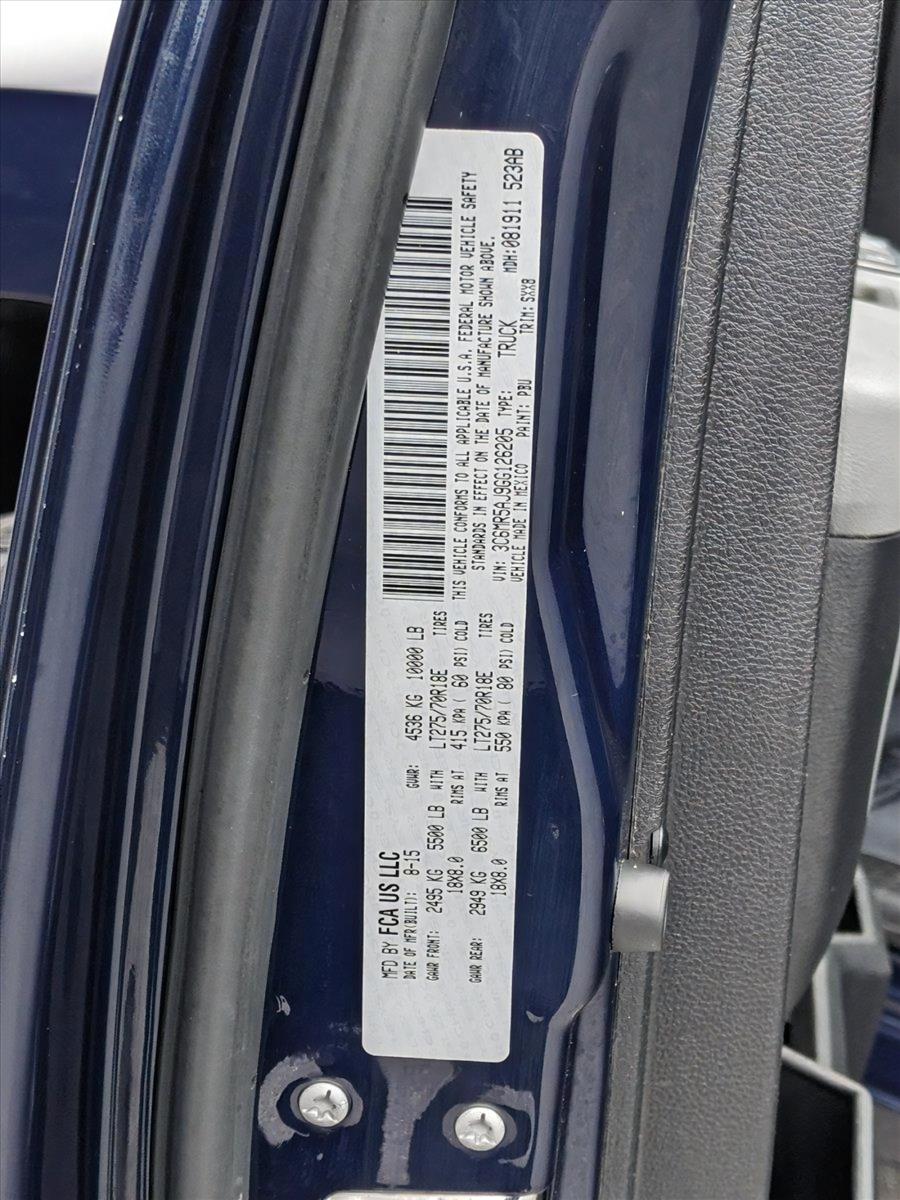 MFD BY FCA US LLC
DATE OF MFR(BUILT): 8-15 GVWR: 4536 KG 10000 LB
GAWR FRONT: 2495 KG 5500 LB WITH LT275/70R18E TIRES
18X8.0 RIMS AT 415 KPA ( 60 PSI) COLD
GAWR REAR: 2949 KG 6500 LB WITH LT275/70R18E TIRES
18X8.0 RIMS AT 550 KPA ( 80 PSI) COLD
THIS VEHICLE CONFORMS TO ALL APPLICABLE U.S.A. FEDERAL MOTOR VEHICLE SAFETY
STANDARDS IN EFFECT ON THE DATE OF MANUFACTURE SHOWN ABOVE.
VIN: 3C6MR5AJ9GG126205 TYPE: TRUCK MDH:081911 523AB
VEHICLE MADE IN MEXICO PAINT: PBU TRIM: SXX8